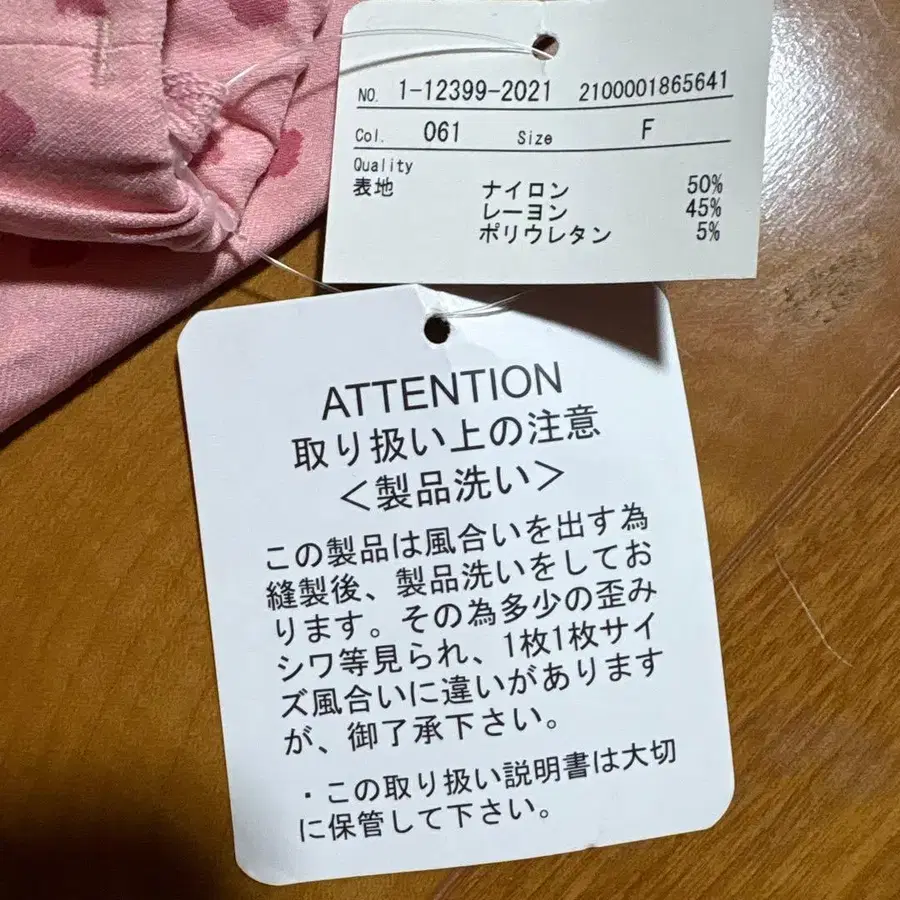 NO. 1-12399-2021 2100001865641
Col. 061 Size F
Quality
表地 ナイロン 50%
レーヨン 45%
ポリウレタン 5%
ATTENTION
取り扱い上の注意
＜製品洗い＞
この製品は風合いを出す為
縫製後、製品洗いをしてお
ります。その為多少の歪み
シワ等見られ、1枚1枚サイ
ズ風合いに違いがあります
が、御了承下さい。
・この取り扱い説明書は大切
に保管して下さい。